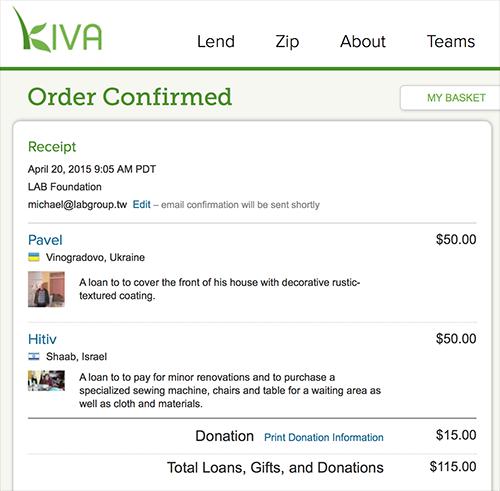 KIVA
Lend Zip About Teams
Order Confirmed
MY BASKET
Receipt
April 20, 2015 9:05 AM PDT
LAB Foundation
michael@labgroup.tw Edit – email confirmation will be sent shortly
Pavel $50.00
Vinogradovo, Ukraine
A loan to to cover the front of his house with decorative rustic-
textured coating.
Hitiv $50.00
Shaab, Israel
A loan to to pay for minor renovations and to purchase a
specialized sewing machine, chairs and table for a waiting area as
well as cloth and materials.
Donation Print Donation Information $15.00
Total Loans, Gifts, and Donations $115.00